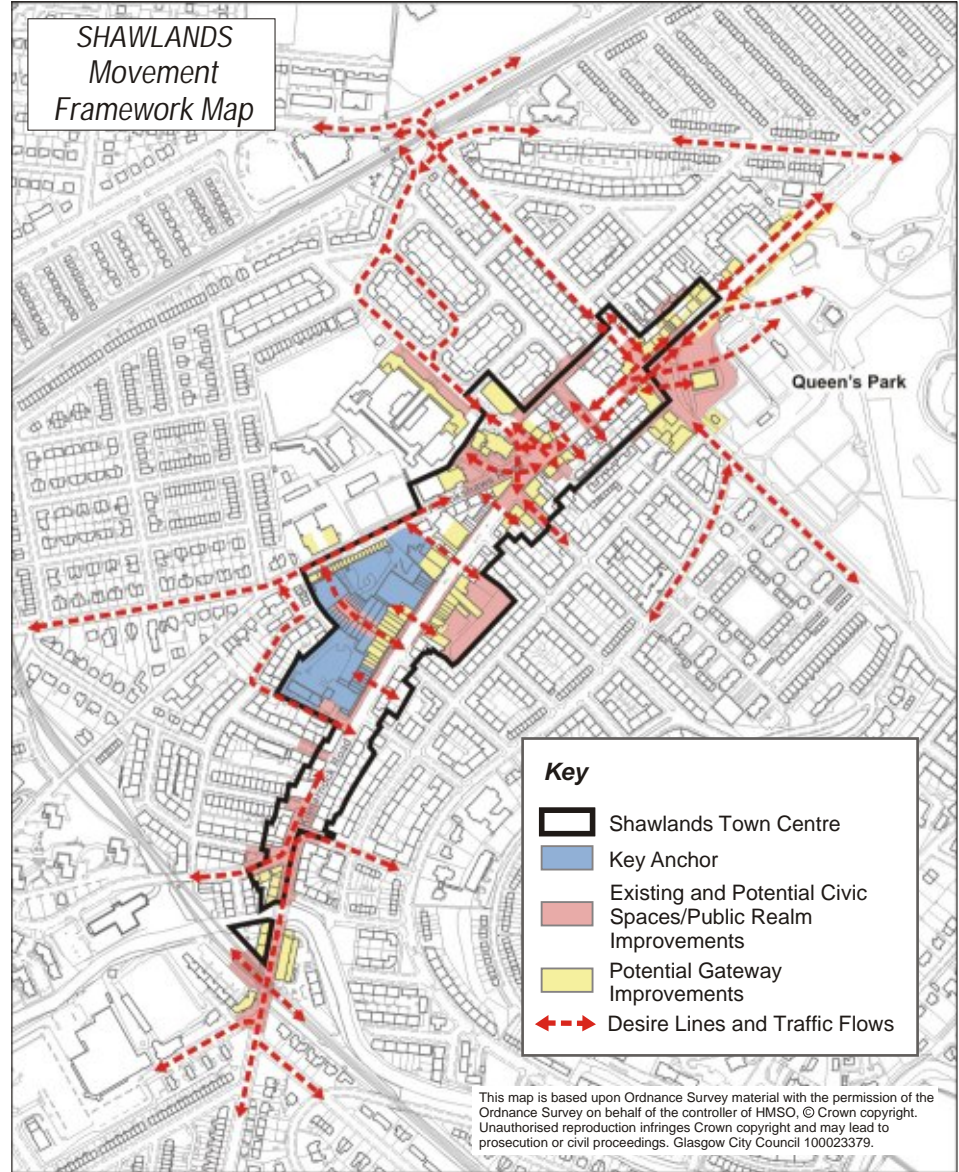 SHAWLANDS
Movement
Framework Map
Queen's Park
Key
Shawlands Town Centre
Key Anchor
Existing and Potential Civic
Spaces/Public Realm
Improvements
Potential Gateway
Improvements
Desire Lines and Traffic Flows
This map is based upon Ordnance Survey material with the permission of the
Ordnance Survey on behalf of the controller of HMSO, © Crown copyright.
Unauthorised reproduction infringes Crown copyright and may lead to
prosecution or civil proceedings. Glasgow City Council 100023379.